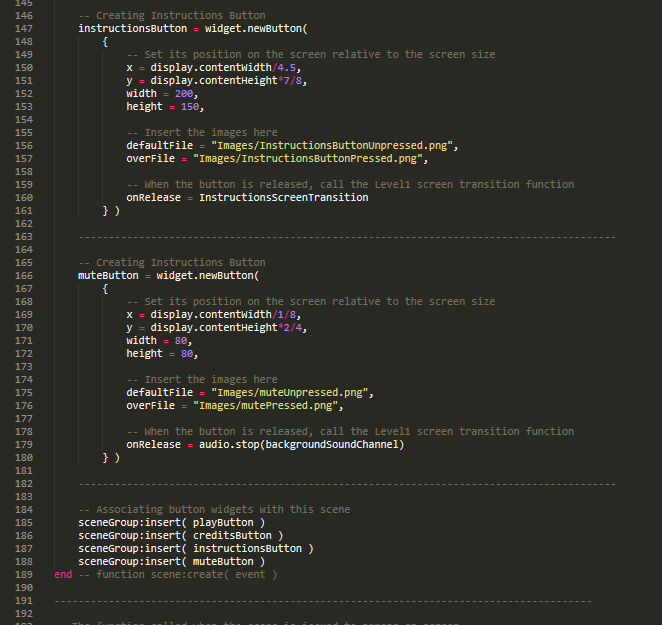 145
146 -- Creating Instructions Button
147 instructionsButton = widget.newButton(
148 {
149 -- Set its position on the screen relative to the screen size
150 x = display.contentWidth/4.5,
151 y = display.contentHeight*7/8,
152 width = 200,
153 height = 150,
154
155 -- Insert the images here
156 defaultFile = "Images/InstructionsButtonUnpressed.png",
157 overFile = "Images/InstructionsButtonPressed.png",
158
159 -- When the button is released, call the Level1 screen transition function
160 onRelease = InstructionsScreenTransition
161 } )
162
163 -----------------------------------------------------------------------------------------
164
165 -- Creating Instructions Button
166 muteButton = widget.newButton(
167 {
168 -- Set its position on the screen relative to the screen size
169 x = display.contentWidth/1/8,
170 y = display.contentHeight*2/4,
171 width = 80,
172 height = 80,
173
174 -- Insert the images here
175 defaultFile = "Images/muteUnpressed.png",
176 overFile = "Images/mutePressed.png",
177
178 -- When the button is released, call the Level1 screen transition function
179 onRelease = audio.stop(backgroundSoundChannel)
180 } )
181
182 -----------------------------------------------------------------------------------------
183
184 -- Associating button widgets with this scene
185 sceneGroup:insert( playButton )
186 sceneGroup:insert( creditsButton )
187 sceneGroup:insert( instructionsButton )
188 sceneGroup:insert( muteButton )
189 end -- function scene:create( event )
190
191 -----------------------------------------------------------------------------------------
192